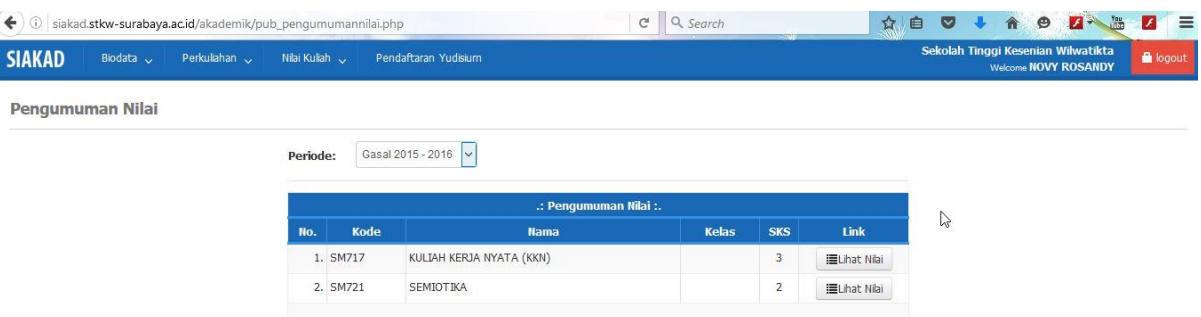 siakad.stkw-surabaya.ac.id/akademik/pub_pengumumannilai.php Search You Tube
SIAKAD Biodata Perkuliahan Nilai Kuliah Pendaftaran Yudisium Sekolah Tinggi Kesenian Wilwatikta logout
Welcome NOVY ROSANDY
Pengumuman Nilai
Periode: Gasal 2015 - 2016
.: Pengumuman Nilai :.
No. Kode Nama Kelas SKS Link
1. SM717 KULIAH KERJA NYATA (KKN) 3 Lihat Nilai
2. SM721 SEMIOTIKA 2 Lihat Nilai